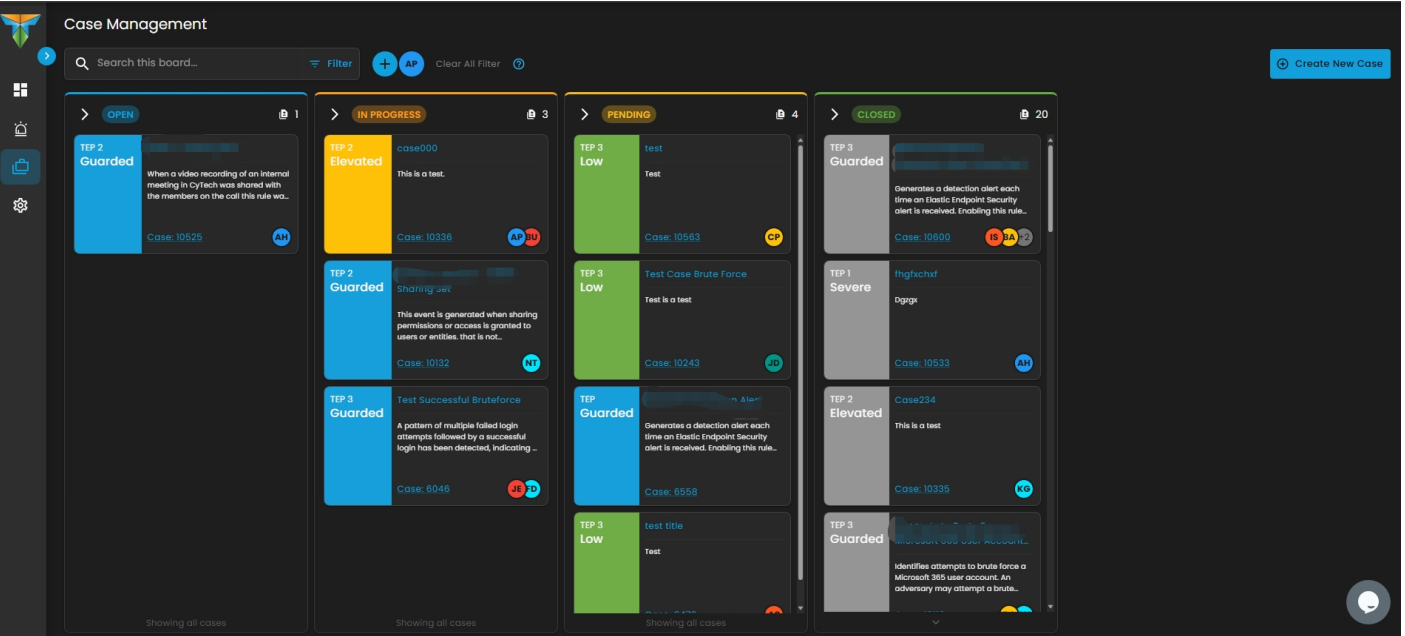 Case Management
Search this board...
Filter
AP
Clear All Filter
Create New Case
OPEN
1
TEP 2
Guarded
When a video recording of an internal
meeting in CyTech was shared with
the members on the call this rule wa...
Case: 10525
AH
Showing all cases
IN PROGRESS
3
TEP 2
Elevated
case000
This is a test.
Case: 10336
AP
BU
TEP 2
Guarded
Sharing Set
This event is generated when sharing
permissions or access is granted to
users or entities. that is not...
Case: 10132
NT
TEP 3
Guarded
Test Successful Bruteforce
A pattern of multiple failed login
attempts followed by a successful
login has been detected, indicating ...
Case: 6046
JE
FD
Showing all cases
PENDING
4
TEP 3
Low
test
Test
Case: 10563
CP
TEP 3
Low
Test Case Brute Force
Test is a test
Case: 10243
JD
TEP
Guarded
Generates a detection alert each
time an Elastic Endpoint Security
alert is received. Enabling this rule...
Case: 6558
TEP 3
Low
test title
Test
Showing all cases
CLOSED
20
TEP 3
Guarded
Generates a detection alert each
time an Elastic Endpoint Security
alert is received. Enabling this rule...
Case: 10600
IS
BA
+2
TEP 1
Severe
fhgfxchxf
Dgzgx
Case: 10533
AH
TEP 2
Elevated
Case234
This is a test
Case: 10335
KG
TEP 3
Guarded
Microsoft 365 User Account...
Identifies attempts to brute force a
Microsoft 365 user account. An
adversary may attempt a brute...